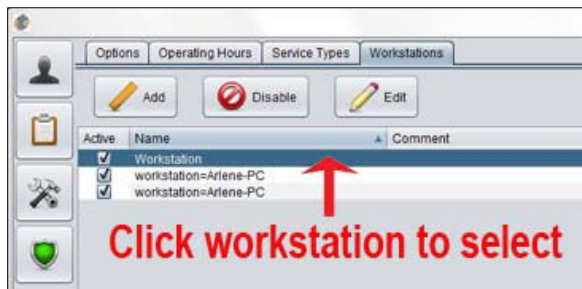 Options Operating Hours Service Types Workstations
Add Disable Edit
Active Name Comment
Workstation
workstation=Arlene-PC
workstation=Arlene-PC
Click workstation to select